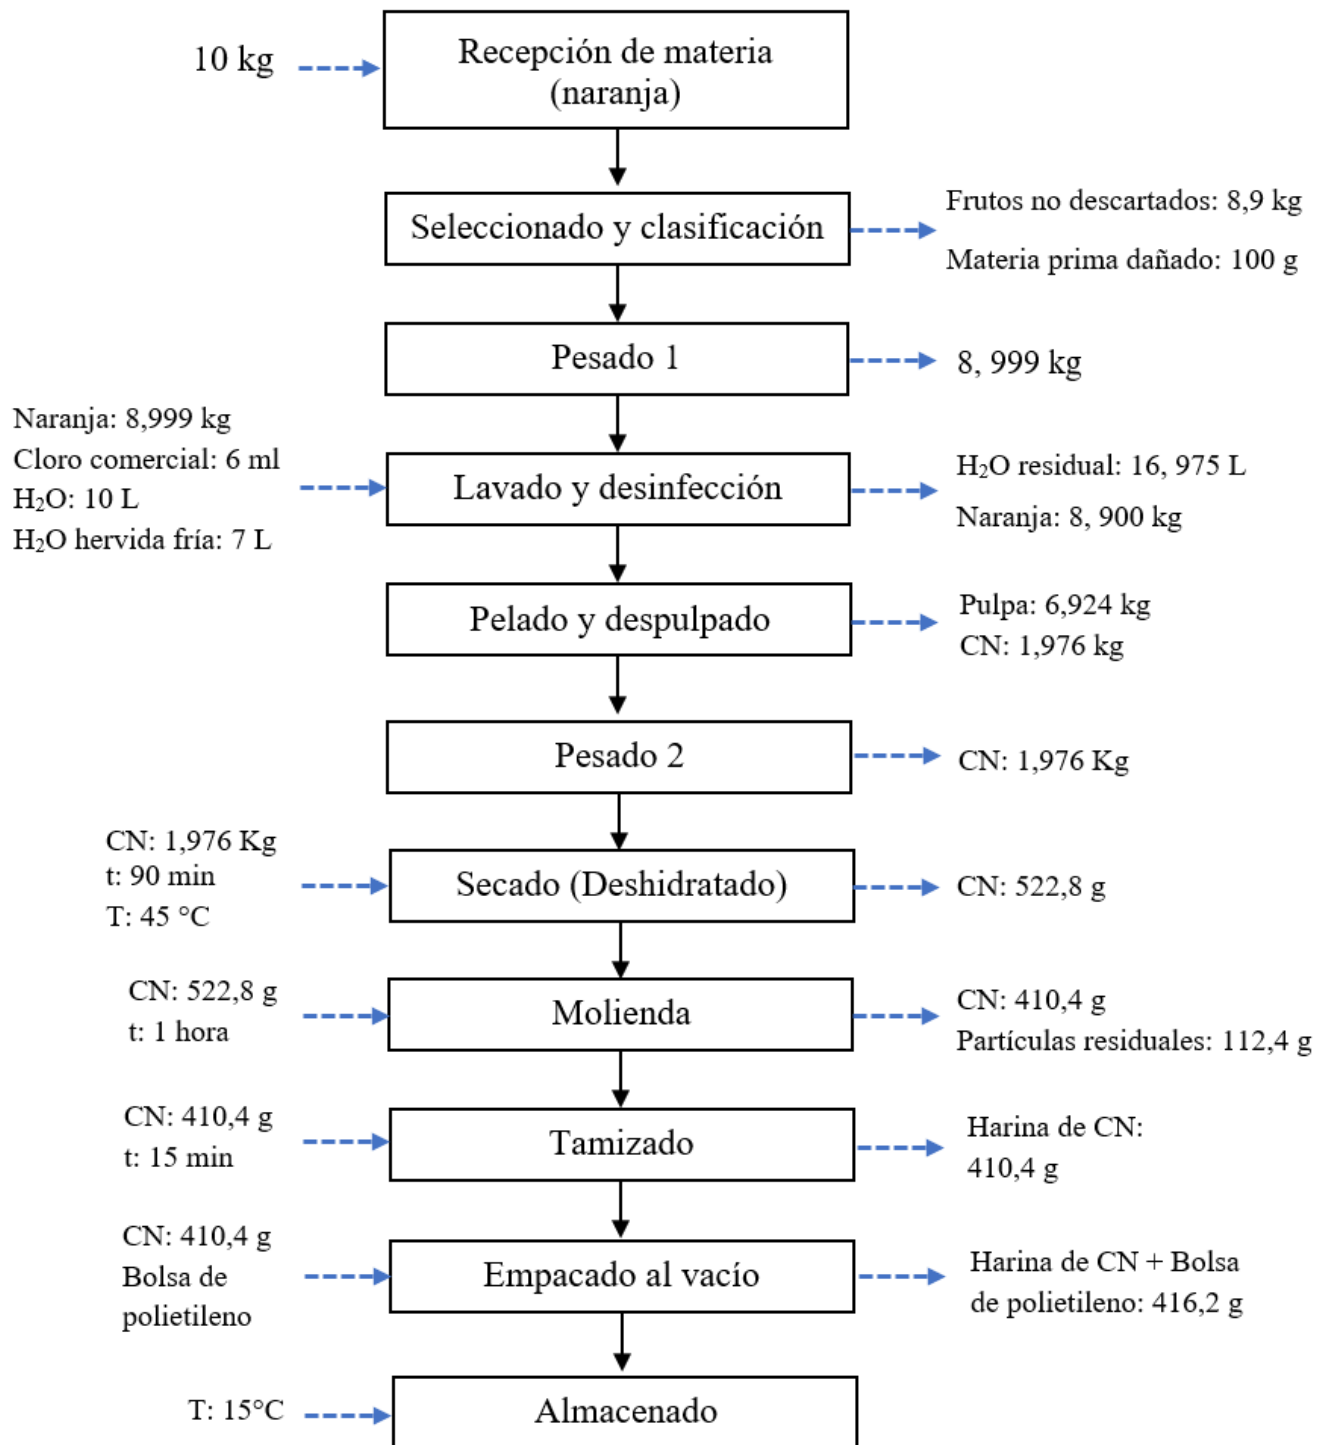 10 kg
Recepción de materia
(naranja)
Seleccionado y clasificación
Frutos no descartados: 8,9 kg
Materia prima dañado: 100 g
Pesado 1
8, 999 kg
Naranja: 8,999 kg
Cloro comercial: 6 ml
H₂O: 10 L
H₂O hervida fría: 7 L
Lavado y desinfección
H₂O residual: 16, 975 L
Naranja: 8, 900 kg
Pelado y despulpado
Pulpa: 6,924 kg
CN: 1,976 kg
Pesado 2
CN: 1,976 Kg
CN: 1,976 Kg
t: 90 min
T: 45 °C
Secado (Deshidratado)
CN: 522,8 g
CN: 522,8 g
t: 1 hora
Molienda
CN: 410,4 g
Partículas residuales: 112,4 g
CN: 410,4 g
t: 15 min
Tamizado
Harina de CN:
410,4 g
CN: 410,4 g
Bolsa de
polietileno
Empacado al vacío
Harina de CN + Bolsa
de polietileno: 416,2 g
T: 15°C
Almacenado